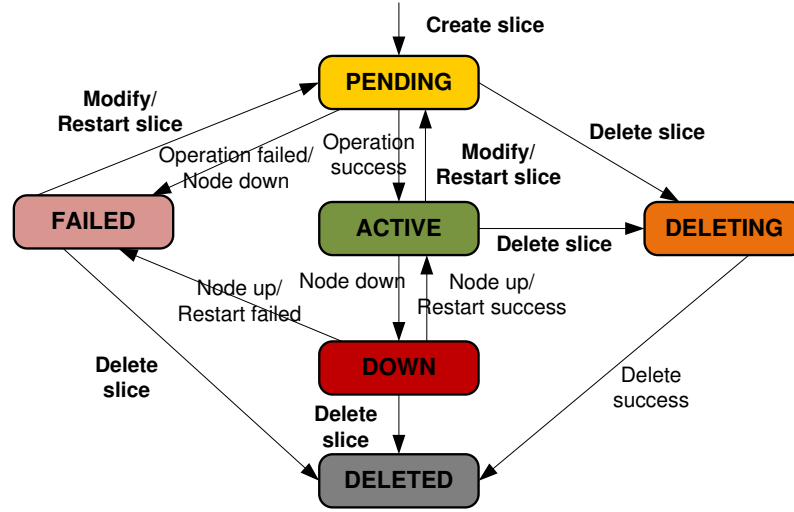 Create slice
PENDING
Modify/
Restart slice
Operation failed/
Node down
Operation
success
Modify/
Restart slice
Delete slice
FAILED
ACTIVE
DELETING
Delete slice
Node up/
Restart failed
Node down
Node up/
Restart success
DOWN
Delete
slice
Delete
slice
Delete
success
DELETED